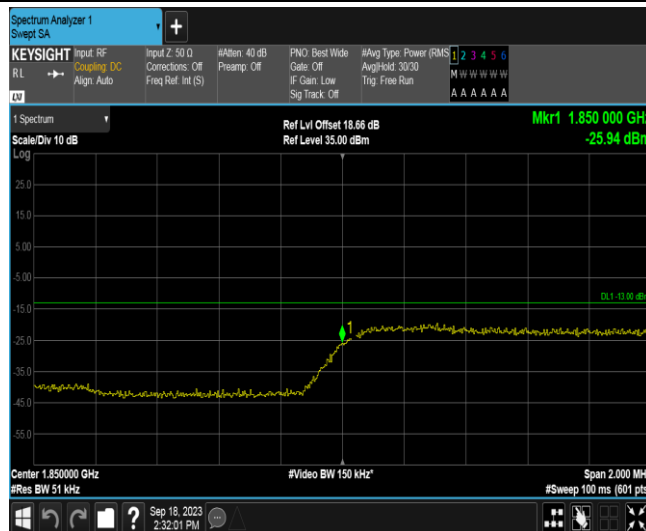 Spectrum Analyzer 1
Swept SA
+
KEYSIGHT
RL
LXI
Input: RF
Coupling: DC
Align: Auto
Input Z: 50 Ω
Corrections: Off
Freq Ref: Int (S)
#Atten: 40 dB
Preamp: Off
PNO: Best Wide
Gate: Off
IF Gain: Low
Sig Track: Off
#Avg Type: Power (RMS
Avg|Hold: 30/30
Trig: Free Run
1 2 3 4 5 6
M W W W W W
A A A A A A
1 Spectrum
Scale/Div 10 dB
Log
Ref Lvl Offset 18.66 dB
Ref Level 35.00 dBm
Mkr1 1.850 000 GHz
-25.94 dBm
25.0
15.0
5.00
-5.00
-15.0
-25.0
-35.0
-45.0
-55.0
DL1 -13.00 dBm
1
Center 1.850000 GHz
#Res BW 51 kHz
#Video BW 150 kHz*
Span 2.000 MH
#Sweep 100 ms (601 pts
?
Sep 18, 2023
2:32:01 PM